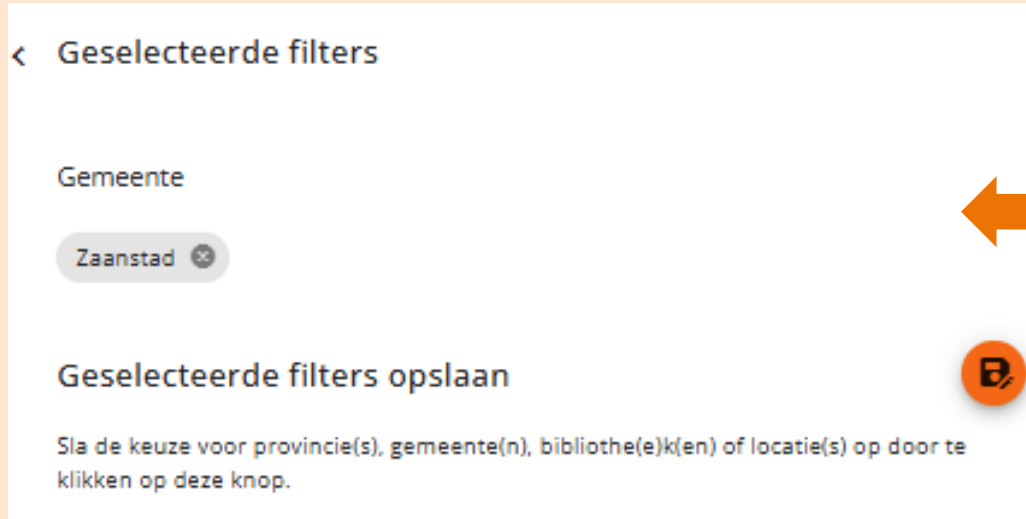 Geselecteerde filters
Gemeente
Zaanstad
Geselecteerde filters opslaan
Sla de keuze voor provincie(s), gemeente(n), bibliothe(e)k(en) of locatie(s) op door te
klikken op deze knop.